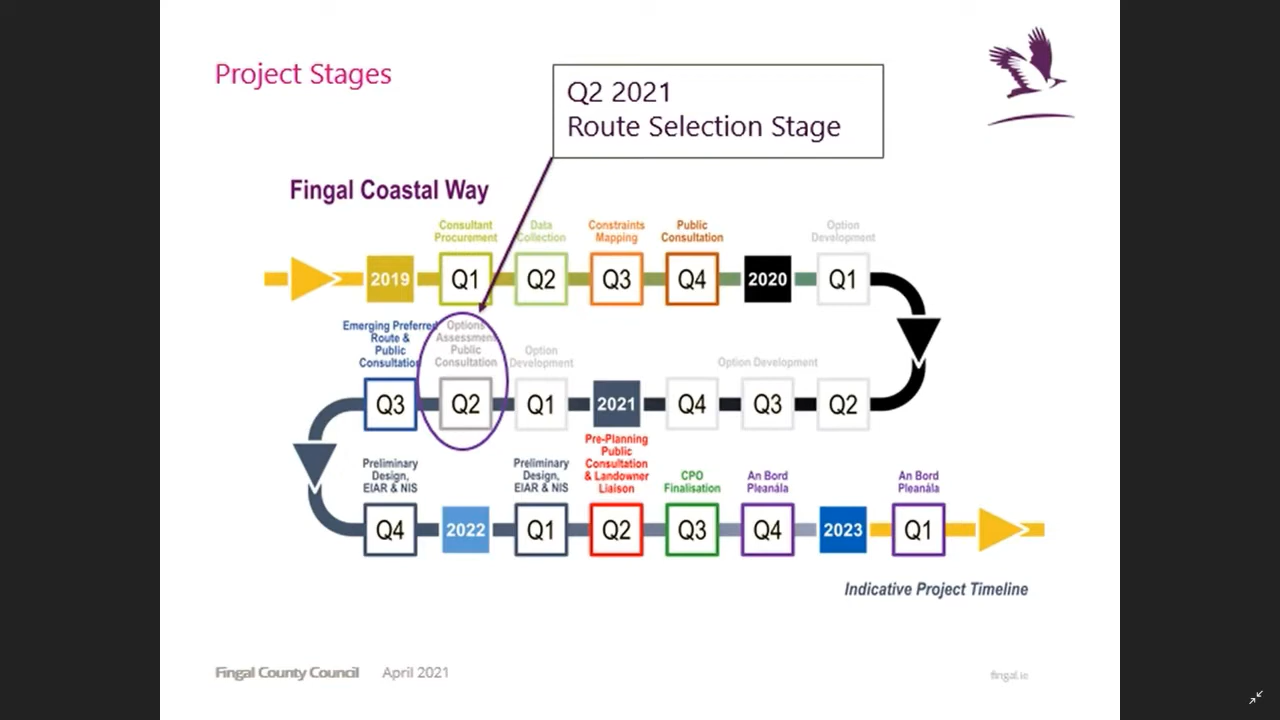 Project Stages
Q2 2021
Route Selection Stage
Fingal Coastal Way
Consultant
Procurement
Data
Collection
Constraints
Mapping
Public
Consultation
Option
Development
2019
Q1
Q2
Q3
Q4
2020
Q1
Emerging Preferred
Route &
Public
Consultation
Options
Assessment
Public
Consultation
Option
Development
Option Development
Q3
Q2
Q1
2021
Q4
Q3
Q2
Preliminary
Design,
EIAR & NIS
Preliminary
Design,
EIAR & NIS
Pre-Planning
Public
Consultation
& Landowner
Liaison
CPO
Finalisation
An Bord
Pleanála
An Bord
Pleanála
Q4
2022
Q1
Q2
Q3
Q4
2023
Q1
Indicative Project Timeline
Fingal County Council
April 2021
fingal.ie